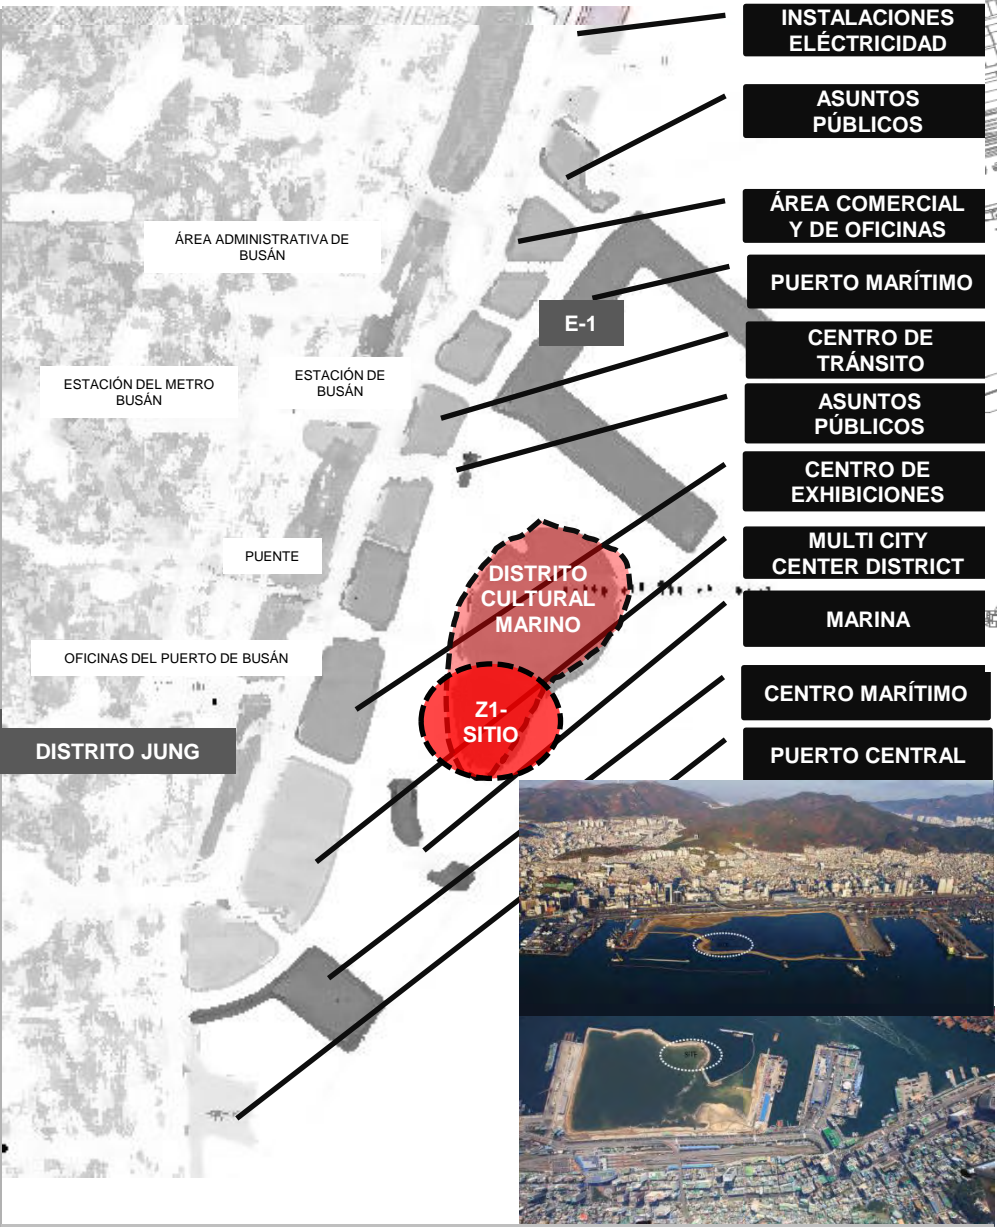 INSTALACIONES
ELÉCTRICIDAD
ASUNTOS
PÚBLICOS
ÁREA COMERCIAL
Y DE OFICINAS
ÁREA ADMINISTRATIVA DE
BUSÁN
PUERTO MARÍTIMO
E-1
CENTRO DE
TRÁNSITO
ESTACIÓN DEL METRO
BUSÁN
ESTACIÓN DE
BUSÁN
ASUNTOS
PÚBLICOS
CENTRO DE
EXHIBICIONES
PUENTE
MULTI CITY
CENTER DISTRICT
DISTRITO
CULTURAL
MARINO
MARINA
OFICINAS DEL PUERTO DE BUSÁN
CENTRO MARÍTIMO
Z1-
SITIO
DISTRITO JUNG
PUERTO CENTRAL
SITE